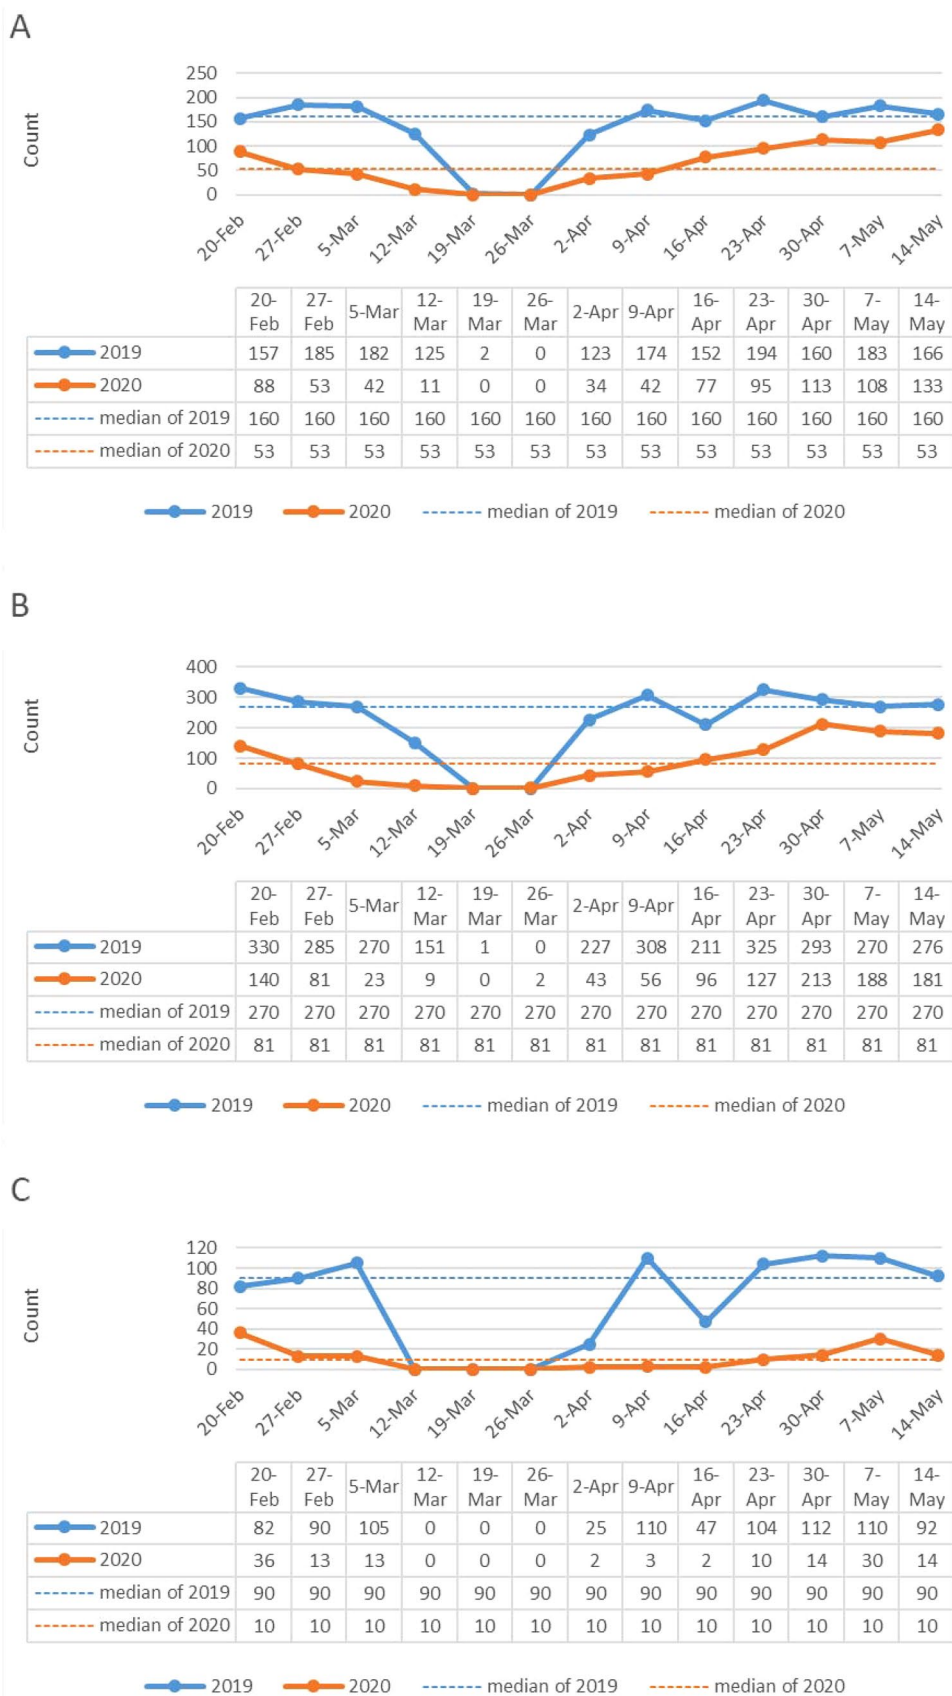 A
Count
250
200
150
100
50
0
20-Feb 27-Feb 5-Mar 12-Mar 19-Mar 26-Mar 2-Apr 9-Apr 16-Apr 23-Apr 30-Apr 7-May 14-May
20-Feb 27-Feb 5-Mar 12-Mar 19-Mar 26-Mar 2-Apr 9-Apr 16-Apr 23-Apr 30-Apr 7-May 14-May
2019 157 185 182 125 2 0 123 174 152 194 160 183 166
2020 88 53 42 11 0 0 34 42 77 95 113 108 133
median of 2019 160 160 160 160 160 160 160 160 160 160 160 160 160
median of 2020 53 53 53 53 53 53 53 53 53 53 53 53 53
2019 2020 median of 2019 median of 2020
B
Count
400
300
200
100
0
20-Feb 27-Feb 5-Mar 12-Mar 19-Mar 26-Mar 2-Apr 9-Apr 16-Apr 23-Apr 30-Apr 7-May 14-May
20-Feb 27-Feb 5-Mar 12-Mar 19-Mar 26-Mar 2-Apr 9-Apr 16-Apr 23-Apr 30-Apr 7-May 14-May
2019 330 285 270 151 1 0 227 308 211 325 293 270 276
2020 140 81 23 9 0 2 43 56 96 127 213 188 181
median of 2019 270 270 270 270 270 270 270 270 270 270 270 270 270
median of 2020 81 81 81 81 81 81 81 81 81 81 81 81 81
2019 2020 median of 2019 median of 2020
C
Count
120
100
80
60
40
20
0
20-Feb 27-Feb 5-Mar 12-Mar 19-Mar 26-Mar 2-Apr 9-Apr 16-Apr 23-Apr 30-Apr 7-May 14-May
20-Feb 27-Feb 5-Mar 12-Mar 19-Mar 26-Mar 2-Apr 9-Apr 16-Apr 23-Apr 30-Apr 7-May 14-May
2019 82 90 105 0 0 0 25 110 47 104 112 110 92
2020 36 13 13 0 0 0 2 3 2 10 14 30 14
median of 2019 90 90 90 90 90 90 90 90 90 90 90 90 90
median of 2020 10 10 10 10 10 10 10 10 10 10 10 10 10
2019 2020 median of 2019 median of 2020